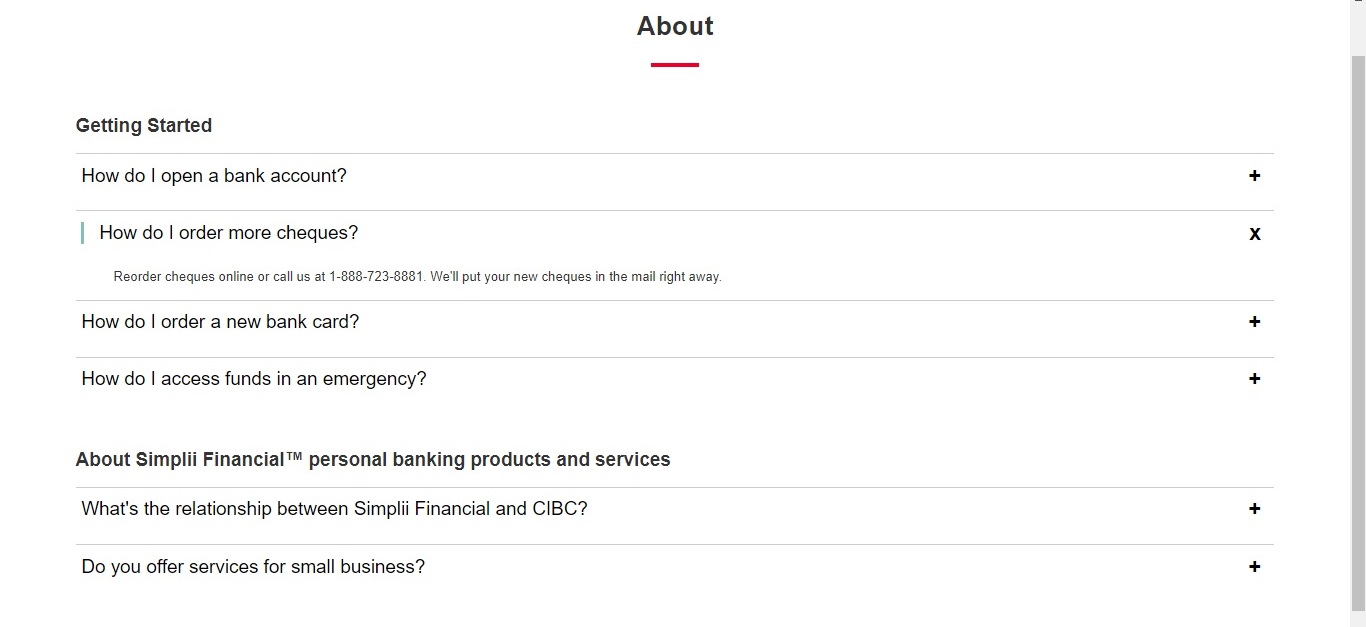 About
Getting Started
How do I open a bank account?
+
How do I order more cheques?
x
Reorder cheques online or call us at 1-888-723-8881. We'll put your new cheques in the mail right away.
How do I order a new bank card?
+
How do I access funds in an emergency?
+
About Simplii Financial™ personal banking products and services
What's the relationship between Simplii Financial and CIBC?
+
Do you offer services for small business?
+